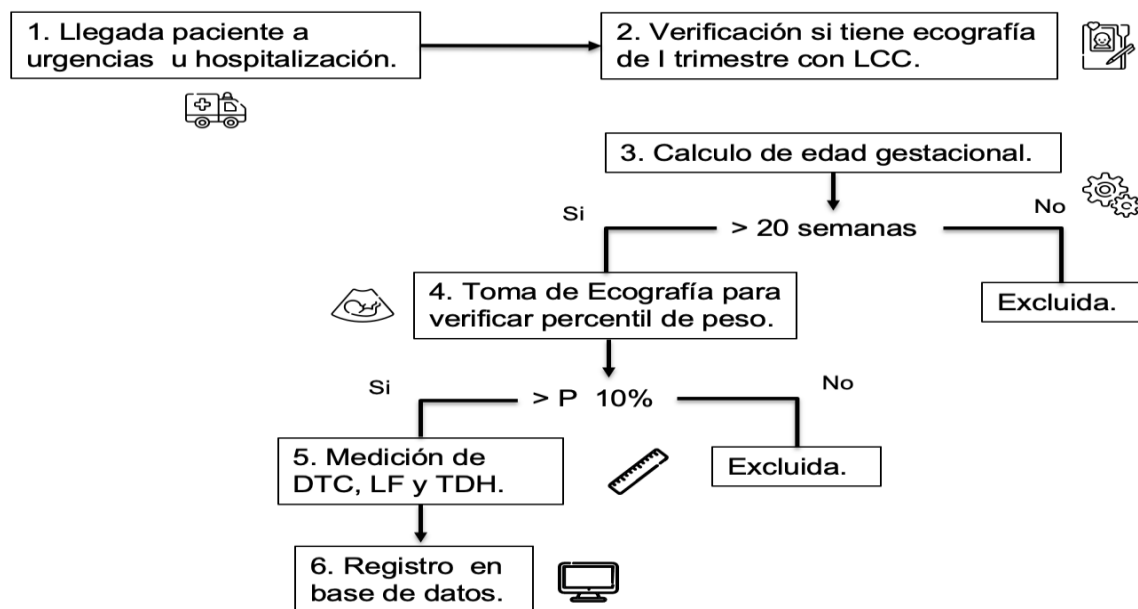 1. Llegada paciente a
urgencias u hospitalización.
2. Verificación si tiene ecografía
de I trimestre con LCC.
3. Calculo de edad gestacional.
Si
No
> 20 semanas
4. Toma de Ecografía para
verificar percentil de peso.
Excluida.
Si
No
> P 10%
5. Medición de
DTC, LF y TDH.
Excluida.
6. Registro en
base de datos.